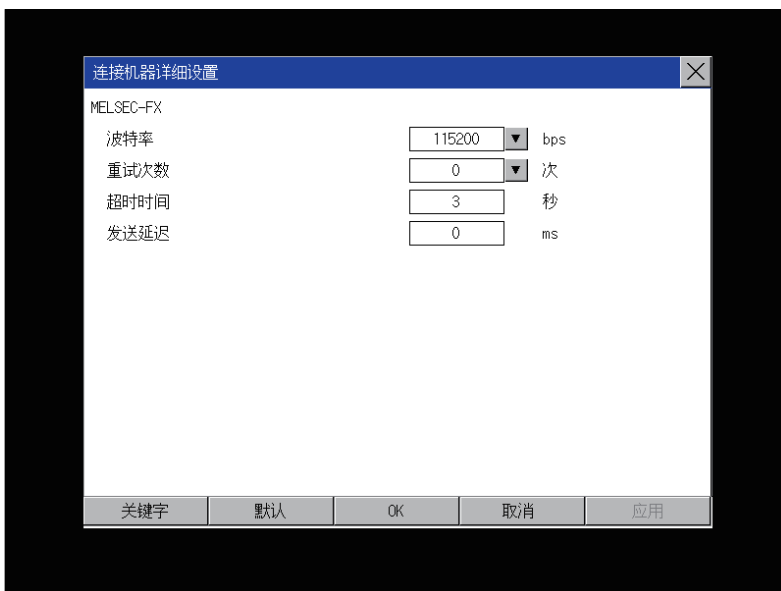 连接机器详细设置
MELSEC-FX
波特率 115200 bps
重试次数 0 次
超时时间 3 秒
发送延迟 0 ms
关键字 默认 OK 取消 应用